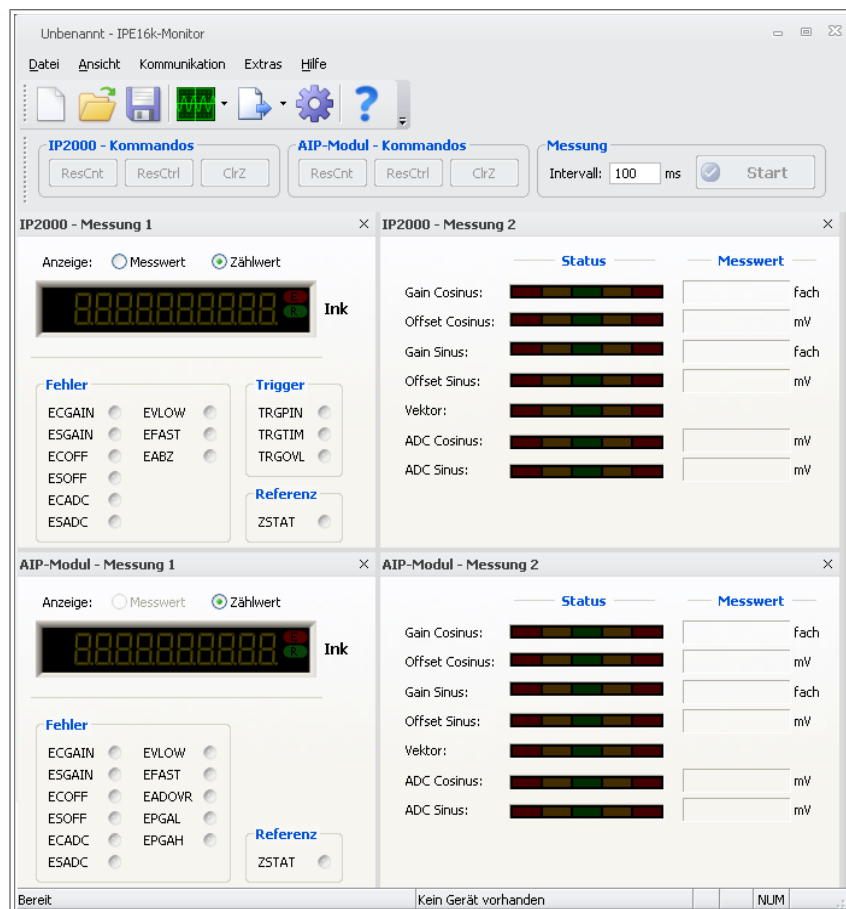 Unbenannt - IPE16k-Monitor
Datei Ansicht Kommunikation Extras Hilfe
IP2000 - Kommandos AIP-Modul - Kommandos Messung
ResCnt ResCtrl ClrZ ResCnt ResCtrl ClrZ Intervall: 100 ms Start
IP2000 - Messung 1
Anzeige: Messwert Zählwert
8888888888 E
R
Ink
Fehler
ECGAIN EVLOW
ESGAIN EFAST
ECOFF EABZ
ESOFF
ECADC
ESADC
Trigger
TRGPIN
TRGTIM
TRGOVL
Referenz
ZSTAT
IP2000 - Messung 2
Status Messwert
Gain Cosinus: fach
Offset Cosinus: mV
Gain Sinus: fach
Offset Sinus: mV
Vektor:
ADC Cosinus: mV
ADC Sinus: mV
AIP-Modul - Messung 1
Anzeige: Messwert Zählwert
8888888888 E
R
Ink
Fehler
ECGAIN EVLOW
ESGAIN EFAST
ECOFF EADOVR
ESOFF EPGAL
ECADC EPGAH
ESADC
Referenz
ZSTAT
AIP-Modul - Messung 2
Status Messwert
Gain Cosinus: fach
Offset Cosinus: mV
Gain Sinus: fach
Offset Sinus: mV
Vektor:
ADC Cosinus: mV
ADC Sinus: mV
Bereit Kein Gerät vorhanden NUM